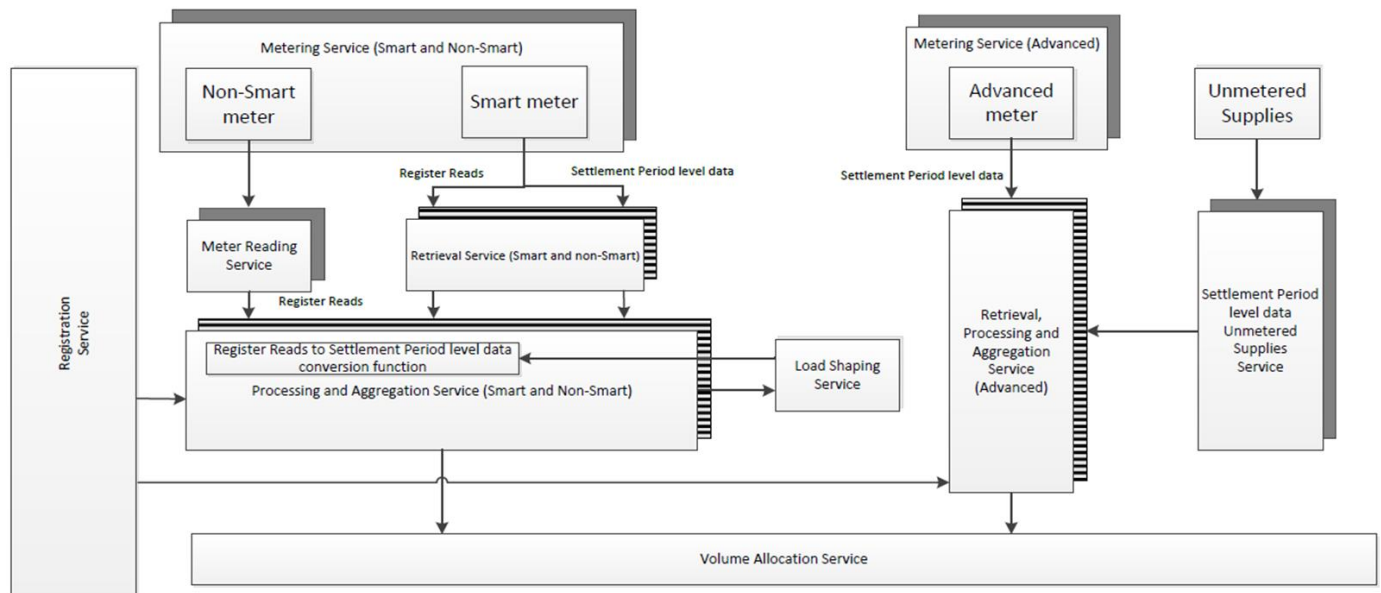 Metering Service (Smart and Non-Smart)
Metering Service (Advanced)
Non-Smart
meter
Smart meter
Advanced
meter
Unmetered
Supplies
Register Reads
Settlement Period level data
Settlement Period level data
Meter Reading
Service
Retrieval Service (Smart and non-Smart)
Register Reads
Registration
Service
Register Reads to Settlement Period level data
conversion function
Processing and Aggregation Service (Smart and Non-Smart)
Load Shaping
Service
Retrieval,
Processing and
Aggregation
Service
(Advanced)
Settlement Period
level data
Unmetered
Supplies
Service
Volume Allocation Service